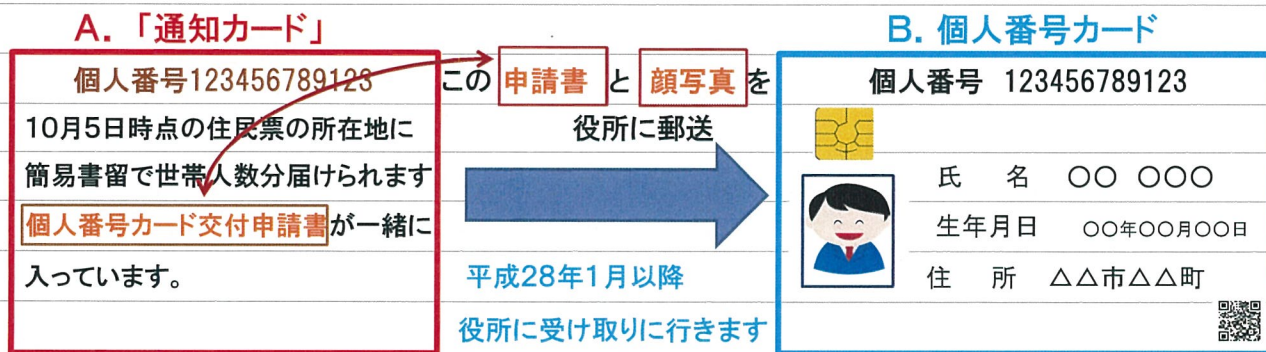 A. 「通知カード」
個人番号123456789123
10月5日時点の住民票の所在地に
簡易書留で世帯人数分届けられます
個人番号カード交付申請書が一緒に
入っています。
この 申請書 と 顔写真 を
役所に郵送
平成28年1月以降
役所に受け取りに行きます
B. 個人番号カード
個人番号 123456789123
氏 名 〇〇 〇〇〇
生年月日 〇〇年〇〇月〇〇日
住 所 △△市△△町